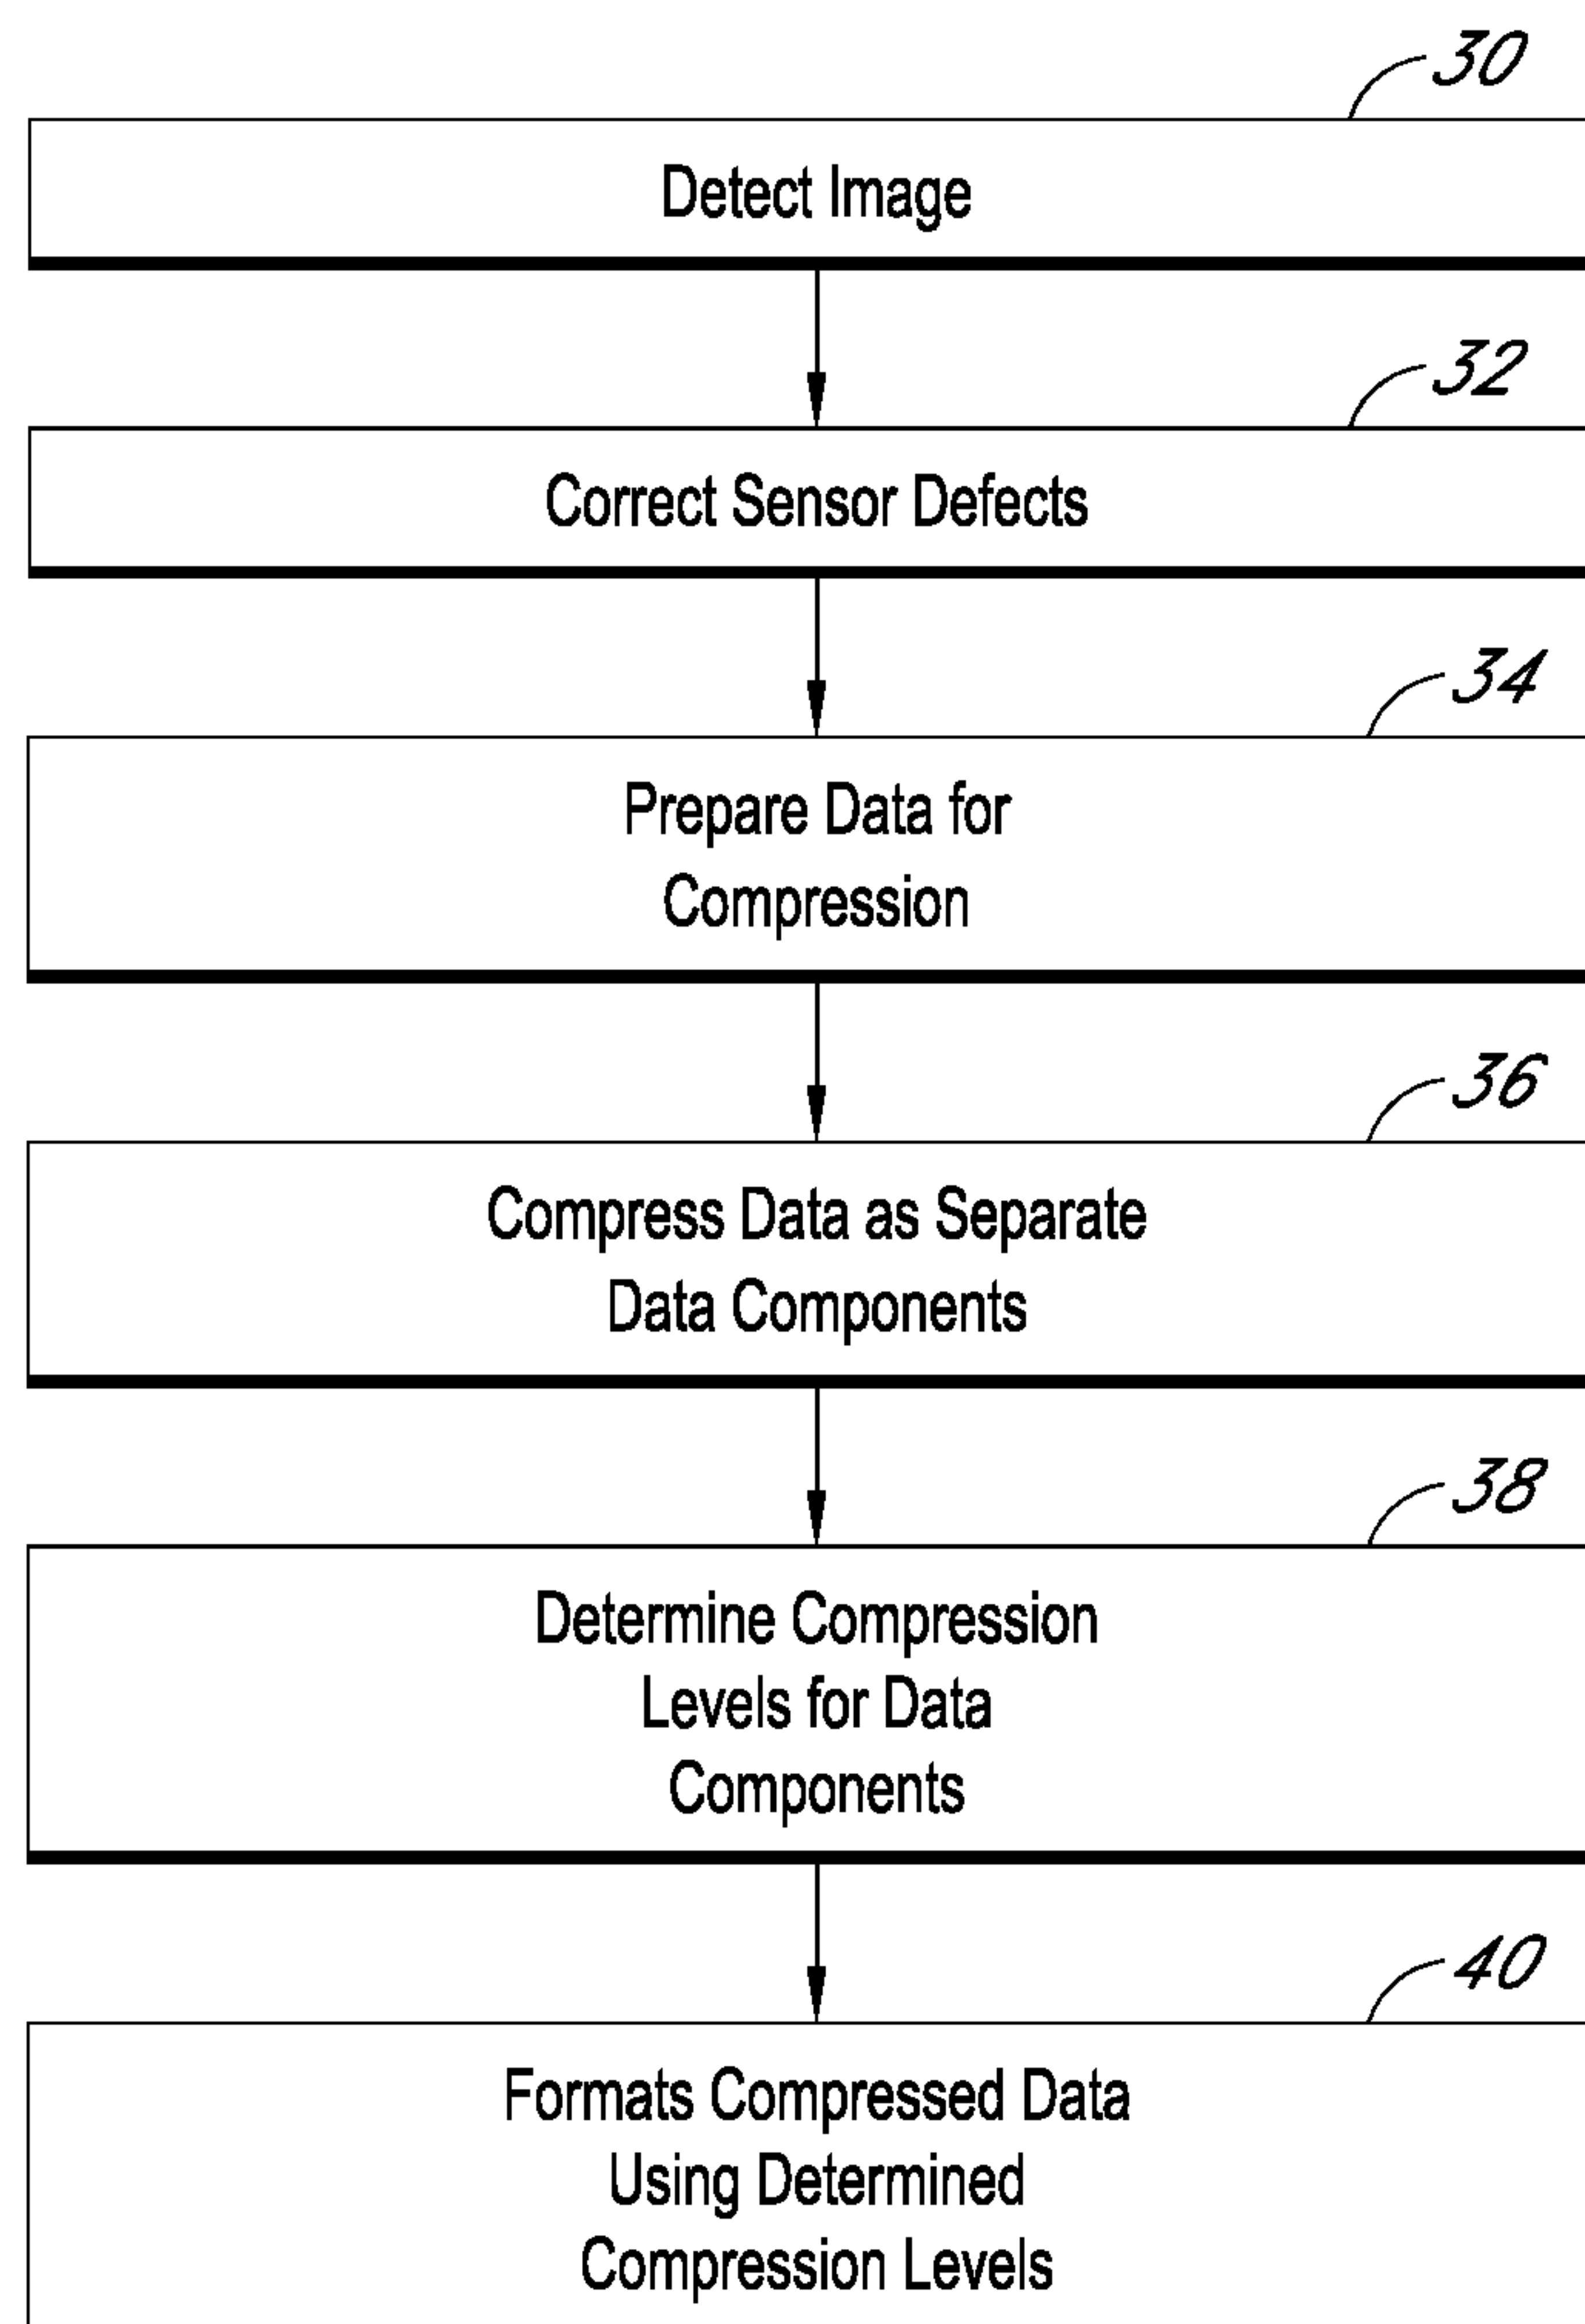 30
Detect Image
32
Correct Sensor Defects
34
Prepare Data for
Compression
36
Compress Data as Separate
Data Components
38
Determine Compression
Levels for Data
Components
40
Formats Compressed Data
Using Determined
Compression Levels